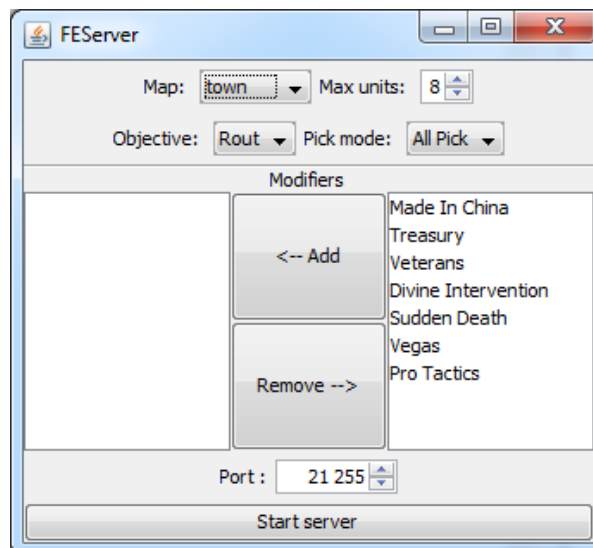 FEServer
Map: town Max units: 8
Objective: Rout Pick mode: All Pick
Modifiers
<-- Add
Remove -->
Made In China
Treasury
Veterans
Divine Intervention
Sudden Death
Vegas
Pro Tactics
Port : 21 255
Start server